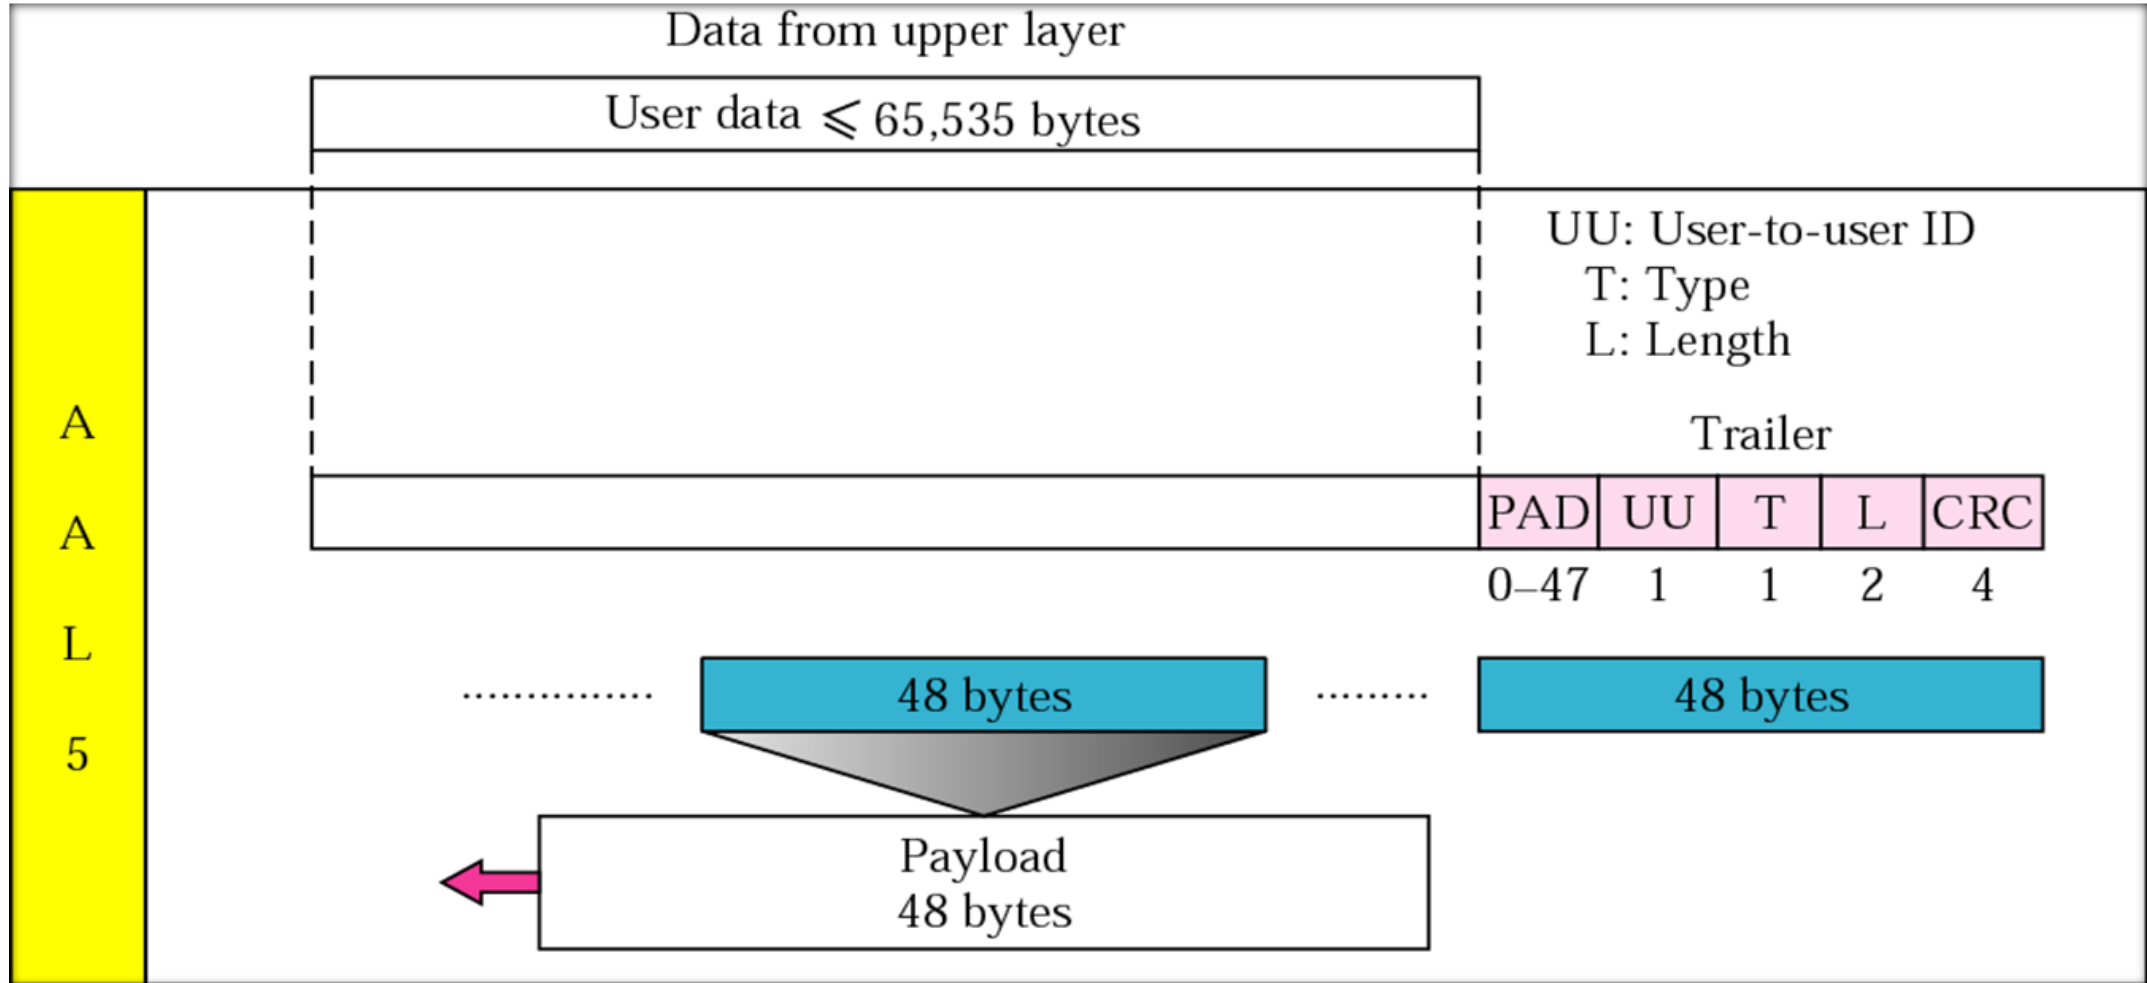 Data from upper layer
User data ⩽ 65,535 bytes
UU: User-to-user ID
T: Type
L: Length
Trailer
PAD UU T L CRC
0–47 1 1 2 4
A
A
L
5
............... 48 bytes ......... 48 bytes
Payload
48 bytes